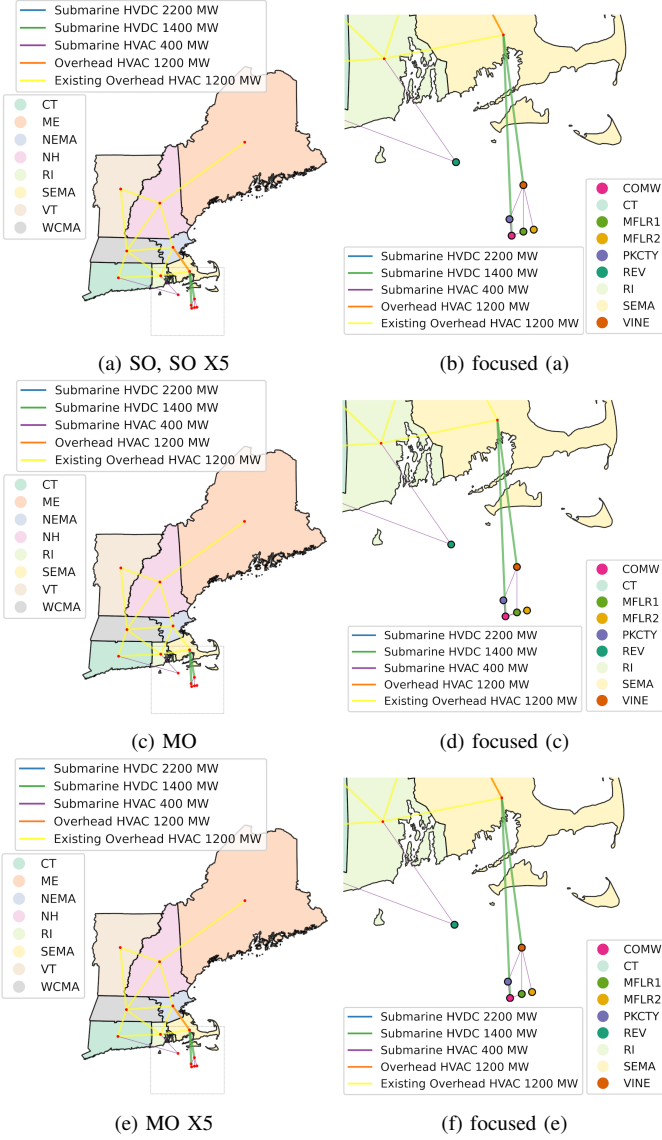 Submarine HVDC 2200 MW
Submarine HVDC 1400 MW
Submarine HVAC 400 MW
Overhead HVAC 1200 MW
Existing Overhead HVAC 1200 MW
CT
ME
NEMA
NH
RI
SEMA
VT
WCMA
(a) SO, SO X5
COMW
CT
MFLR1
MFLR2
PKCTY
REV
RI
SEMA
VINE
Submarine HVDC 2200 MW
Submarine HVDC 1400 MW
Submarine HVAC 400 MW
Overhead HVAC 1200 MW
Existing Overhead HVAC 1200 MW
(b) focused (a)
Submarine HVDC 2200 MW
Submarine HVDC 1400 MW
Submarine HVAC 400 MW
Overhead HVAC 1200 MW
Existing Overhead HVAC 1200 MW
CT
ME
NEMA
NH
RI
SEMA
VT
WCMA
(c) MO
COMW
CT
MFLR1
MFLR2
PKCTY
REV
RI
SEMA
VINE
Submarine HVDC 2200 MW
Submarine HVDC 1400 MW
Submarine HVAC 400 MW
Overhead HVAC 1200 MW
Existing Overhead HVAC 1200 MW
(d) focused (c)
Submarine HVDC 2200 MW
Submarine HVDC 1400 MW
Submarine HVAC 400 MW
Overhead HVAC 1200 MW
Existing Overhead HVAC 1200 MW
CT
ME
NEMA
NH
RI
SEMA
VT
WCMA
(e) MO X5
COMW
CT
MFLR1
MFLR2
PKCTY
REV
RI
SEMA
VINE
Submarine HVDC 2200 MW
Submarine HVDC 1400 MW
Submarine HVAC 400 MW
Overhead HVAC 1200 MW
Existing Overhead HVAC 1200 MW
(f) focused (e)